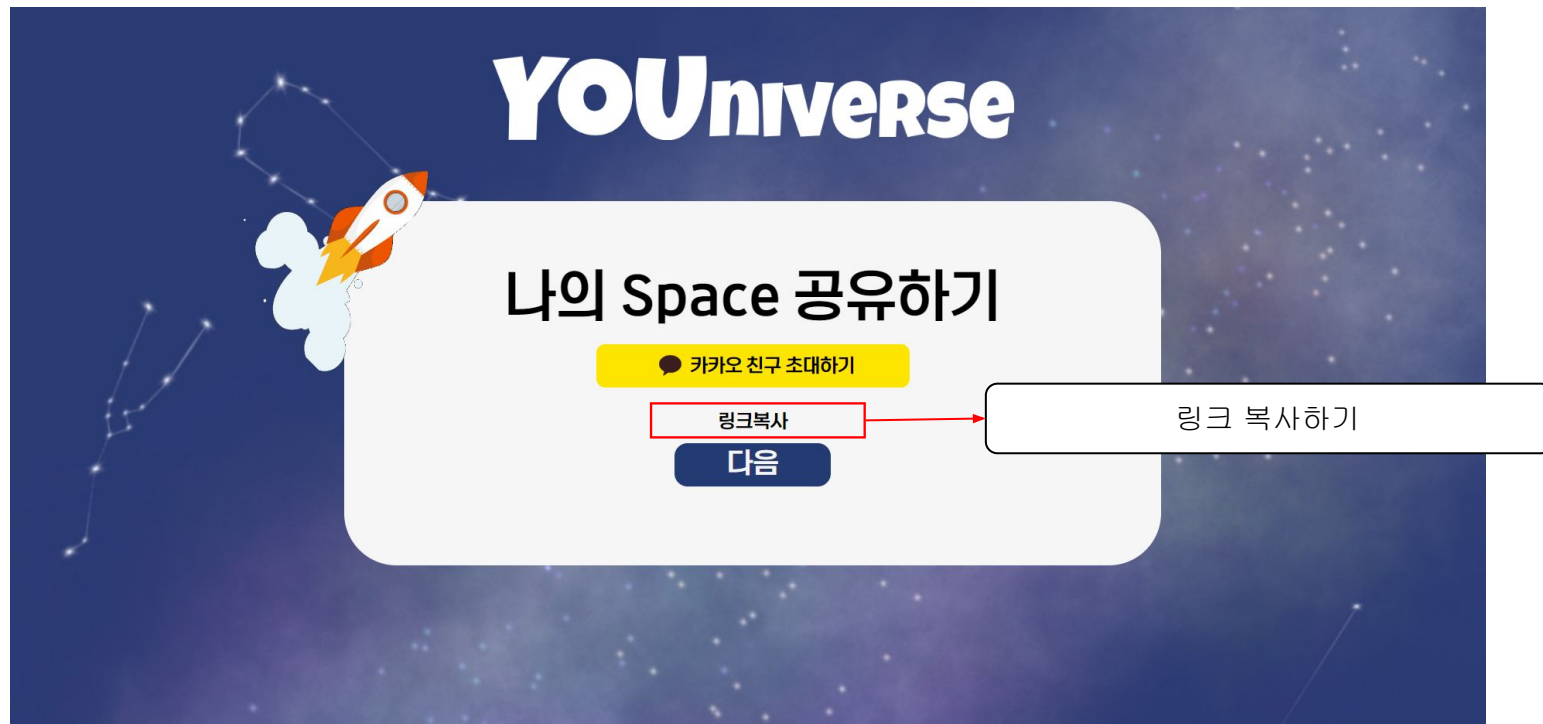 YOUniverse
나의 Space 공유하기
카카오 친구 초대하기
링크복사
링크 복사하기
다음